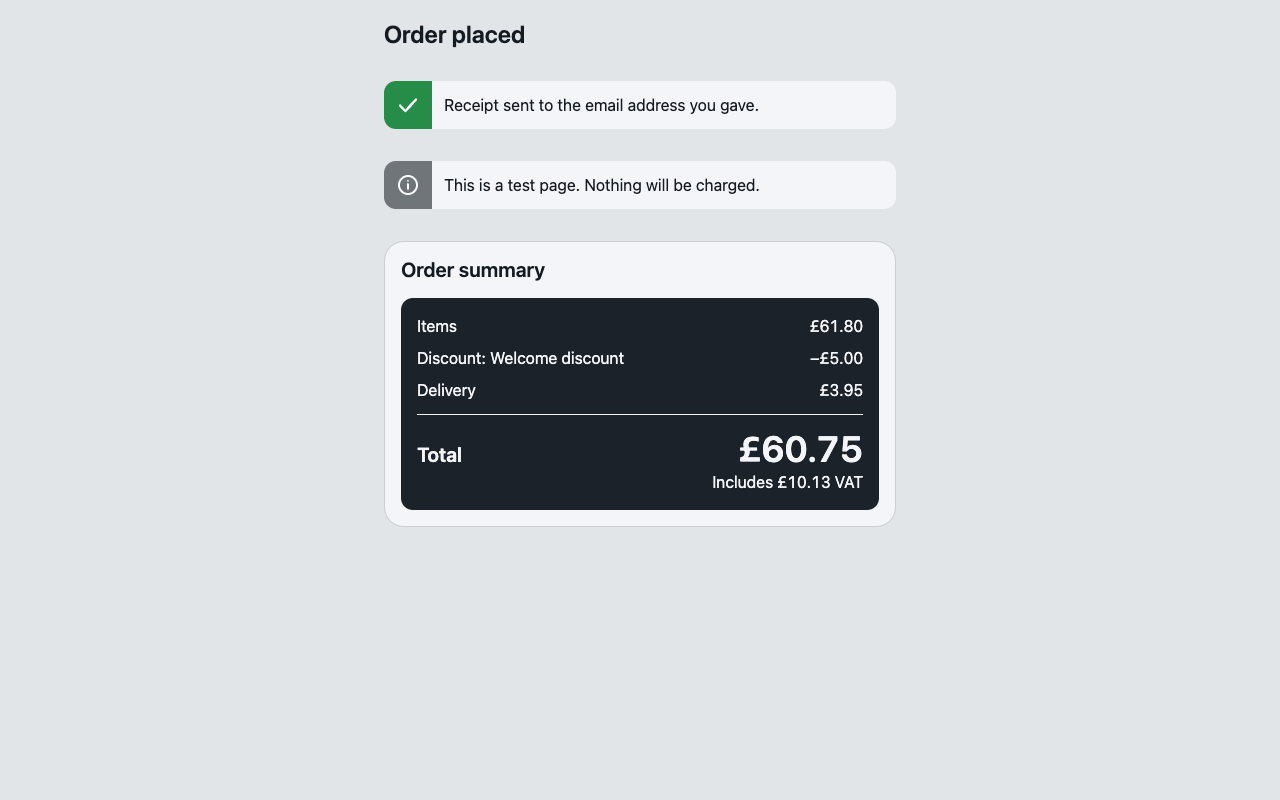 Order placed
Receipt sent to the email address you gave.
This is a test page. Nothing will be charged.
Order summary
Items £61.80
Discount: Welcome discount −£5.00
Delivery £3.95
Total £60.75
Includes £10.13 VAT